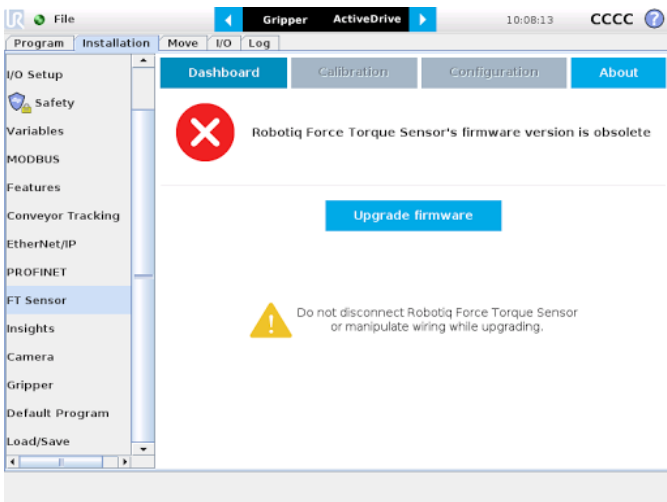 UR File Gripper ActiveDrive 10:08:13 CCCC ?
Program Installation Move I/O Log
I/O Setup
Safety
Variables
MODBUS
Features
Conveyor Tracking
EtherNet/IP
PROFINET
FT Sensor
Insights
Camera
Gripper
Default Program
Load/Save
Dashboard Calibration Configuration About
Robotiq Force Torque Sensor's firmware version is obsolete
Upgrade firmware
Do not disconnect Robotiq Force Torque Sensor
or manipulate wiring while upgrading.